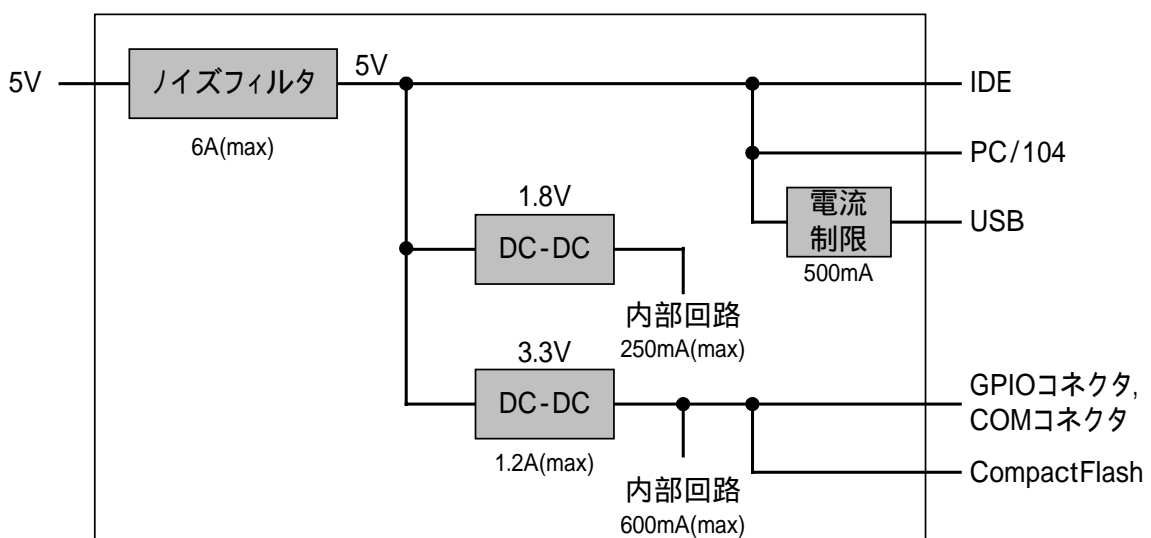 5V
ノイズフィルタ
5V
6A(max)
IDE
PC/104
電流
制限
USB
500mA
1.8V
DC-DC
内部回路
250mA(max)
3.3V
DC-DC
1.2A(max)
GPIOコネクタ,
COMコネクタ
CompactFlash
内部回路
600mA(max)